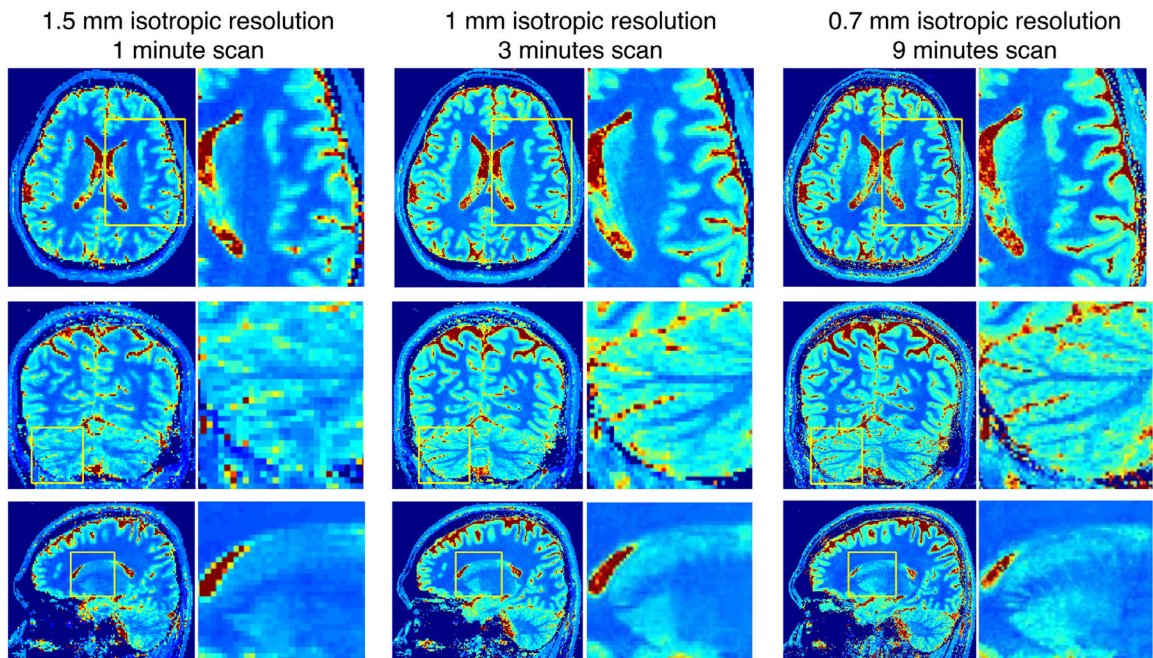 1.5 mm isotropic resolution
1 minute scan
1 mm isotropic resolution
3 minutes scan
0.7 mm isotropic resolution
9 minutes scan